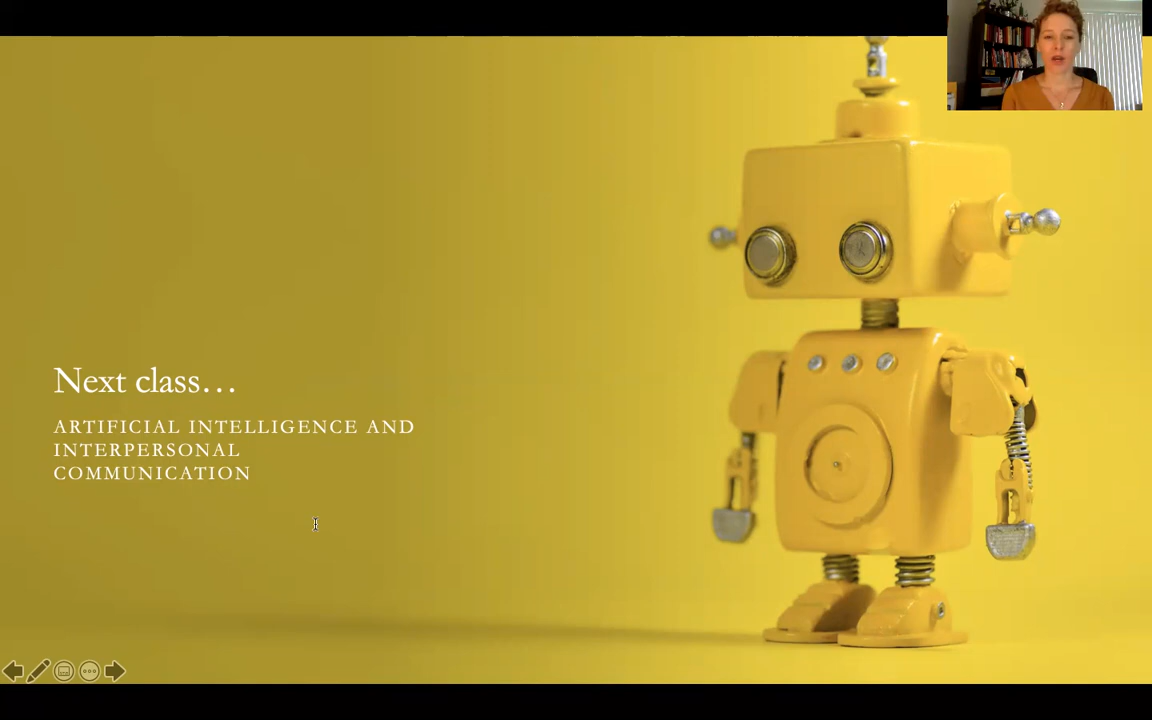 Next class…
ARTIFICIAL INTELLIGENCE AND
INTERPERSONAL
COMMUNICATION